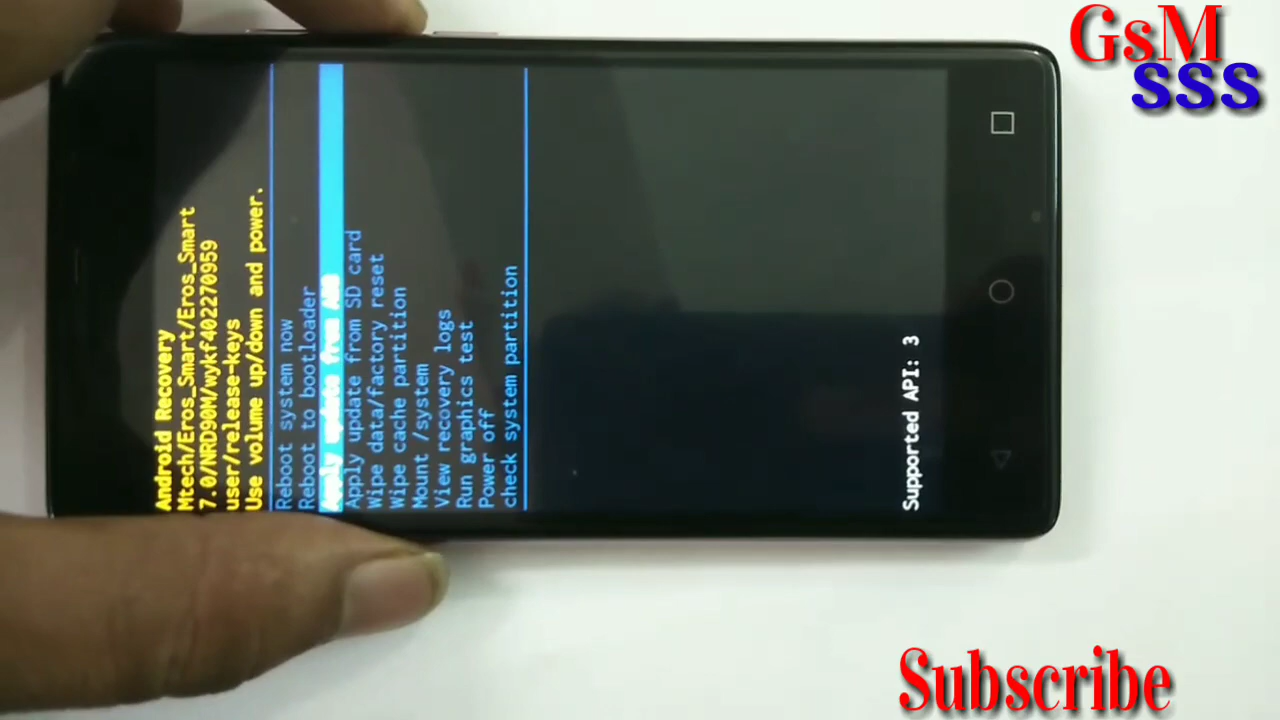 GsM
SSS
Android Recovery
Mtech/Eros_Smart/Eros_Smart
7.0/NRD90M/wykf402270959
user/release-keys
Use volume up/down and power.
Reboot system now
Reboot to bootloader
Apply update from ADB
Apply update from SD card
Wipe data/factory reset
Wipe cache partition
Mount /system
View recovery logs
Run graphics test
Power off
check system partition
Supported API: 3
Subscribe